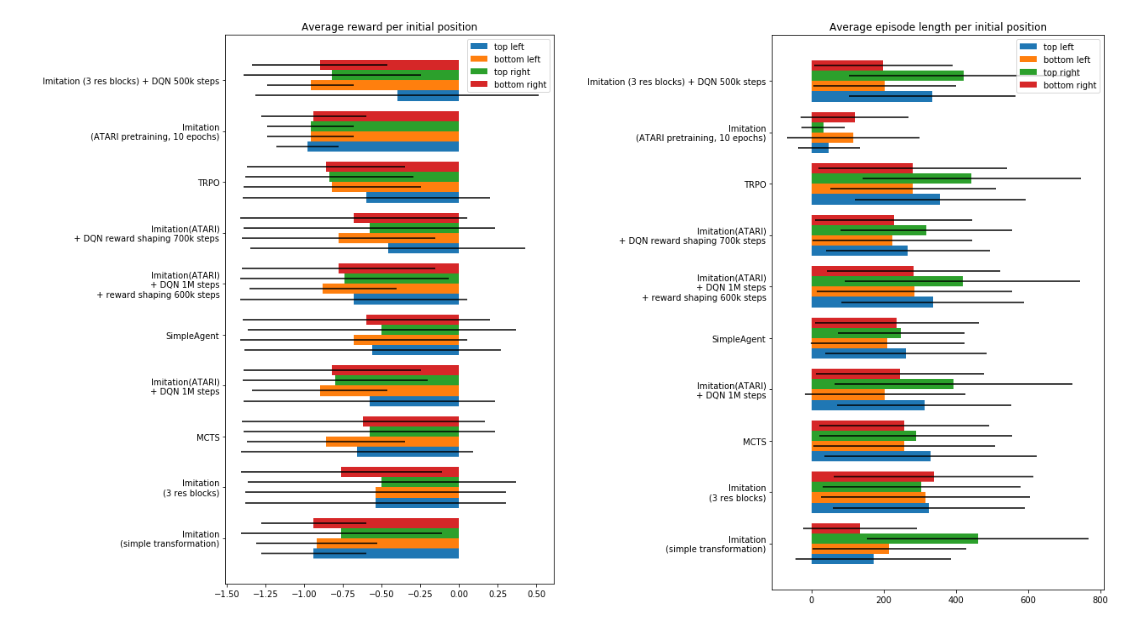 Average reward per initial position
top left
bottom left
top right
bottom right
Imitation (3 res blocks) + DQN 500k steps
Imitation
(ATARI pretraining, 10 epochs)
TRPO
Imitation(ATARI)
+ DQN reward shaping 700k steps
Imitation(ATARI)
+ DQN 1M steps
+ reward shaping 600k steps
SimpleAgent
Imitation(ATARI)
+ DQN 1M steps
MCTS
Imitation
(3 res blocks)
Imitation
(simple transformation)
−1.50 −1.25 −1.00 −0.75 −0.50 −0.25 0.00 0.25 0.50
Average episode length per initial position
top left
bottom left
top right
bottom right
Imitation (3 res blocks) + DQN 500k steps
Imitation
(ATARI pretraining, 10 epochs)
TRPO
Imitation(ATARI)
+ DQN reward shaping 700k steps
Imitation(ATARI)
+ DQN 1M steps
+ reward shaping 600k steps
SimpleAgent
Imitation(ATARI)
+ DQN 1M steps
MCTS
Imitation
(3 res blocks)
Imitation
(simple transformation)
0 200 400 600 800